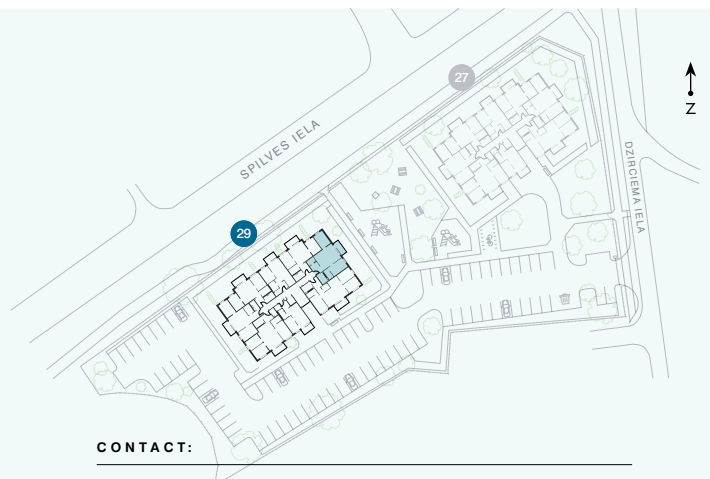 27
Z
SPILVES IELA
DZIRCIEMA IELA
29
CONTACT: